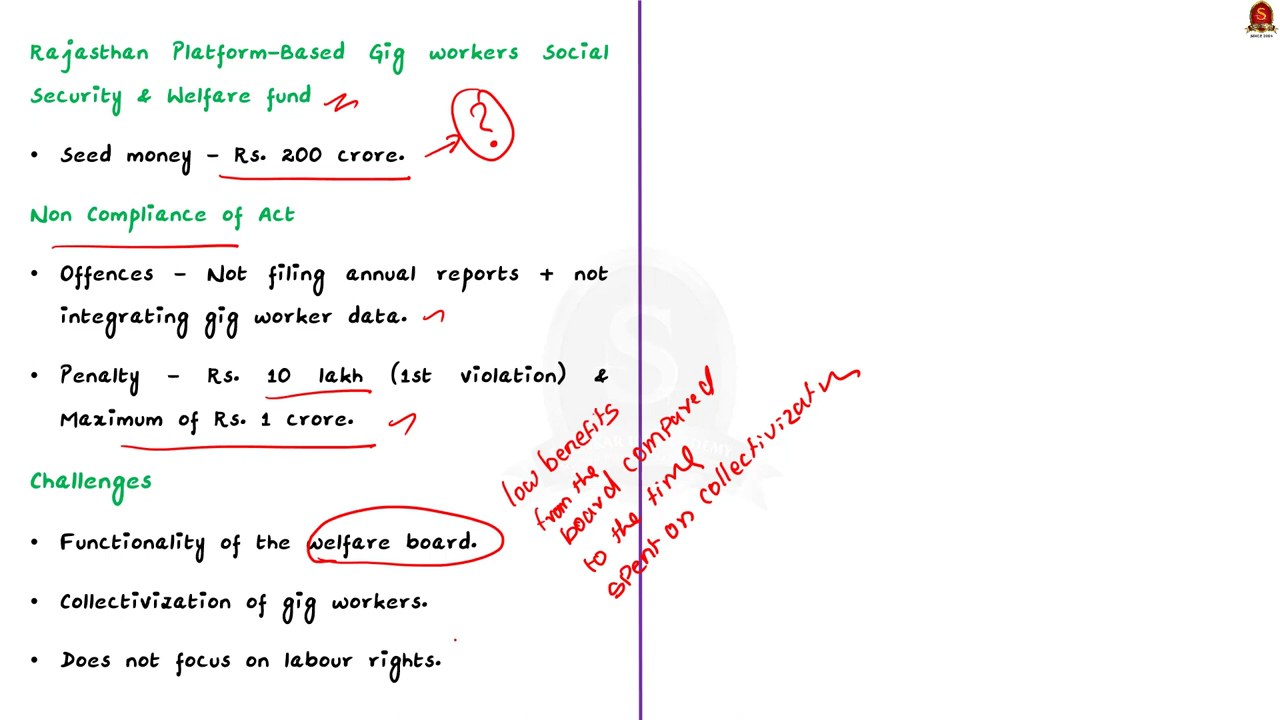 Rajasthan Platform-Based Gig workers Social
Security & Welfare fund
?
• Seed money - Rs. 200 crore.
Non Compliance of Act
• Offences - Not filing annual reports + not
integrating gig worker data.
• Penalty - Rs. 10 lakh (1st violation) &
Maximum of Rs. 1 crore.
Challenges
• Functionality of the welfare board.
• Collectivization of gig workers.
• Does not focus on labour rights.
low benefits
from the
board compared
to the time
spent on collectivization
S
SINCE 2004